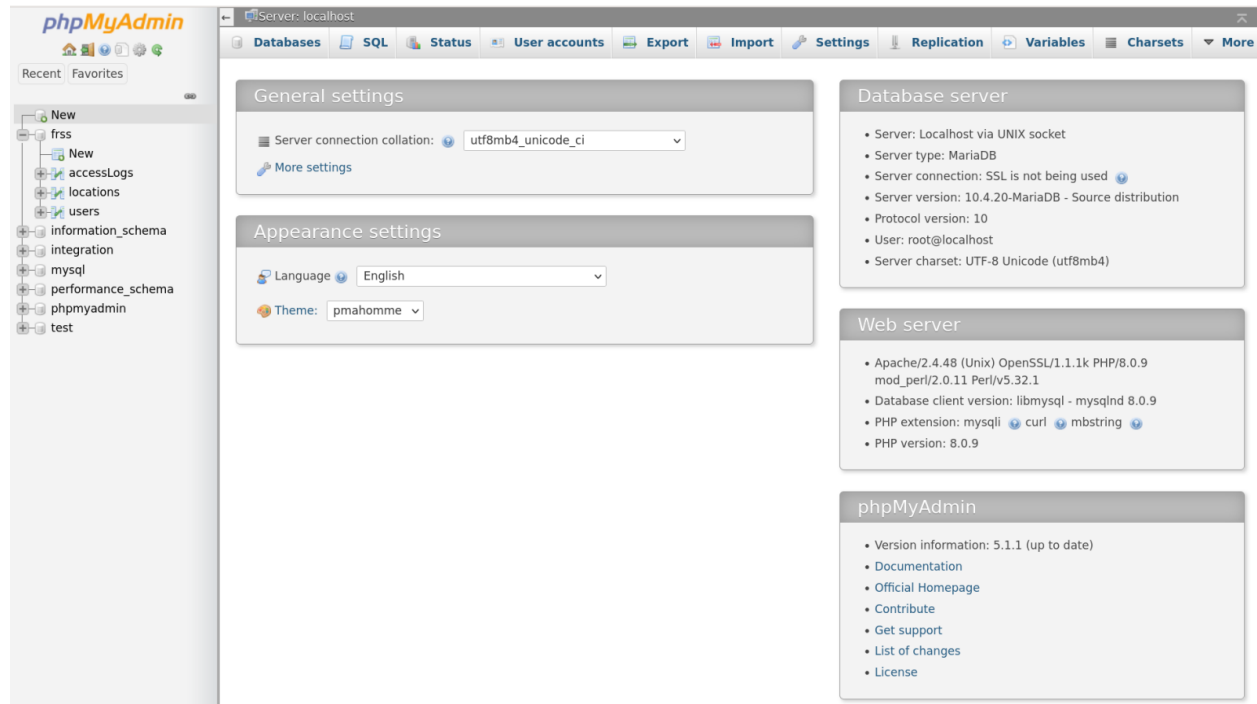 phpMyAdmin
Recent Favorites
New
frss
New
accessLogs
locations
users
information_schema
integration
mysql
performance_schema
phpmyadmin
test
Server: localhost
Databases SQL Status User accounts Export Import Settings Replication Variables Charsets More
General settings
Server connection collation: utf8mb4_unicode_ci
More settings
Appearance settings
Language English
Theme: pmahomme
Database server
• Server: Localhost via UNIX socket
• Server type: MariaDB
• Server connection: SSL is not being used
• Server version: 10.4.20-MariaDB - Source distribution
• Protocol version: 10
• User: root@localhost
• Server charset: UTF-8 Unicode (utf8mb4)
Web server
• Apache/2.4.48 (Unix) OpenSSL/1.1.1k PHP/8.0.9
mod_perl/2.0.11 Perl/v5.32.1
• Database client version: libmysql - mysqlnd 8.0.9
• PHP extension: mysqli curl mbstring
• PHP version: 8.0.9
phpMyAdmin
• Version information: 5.1.1 (up to date)
• Documentation
• Official Homepage
• Contribute
• Get support
• List of changes
• License